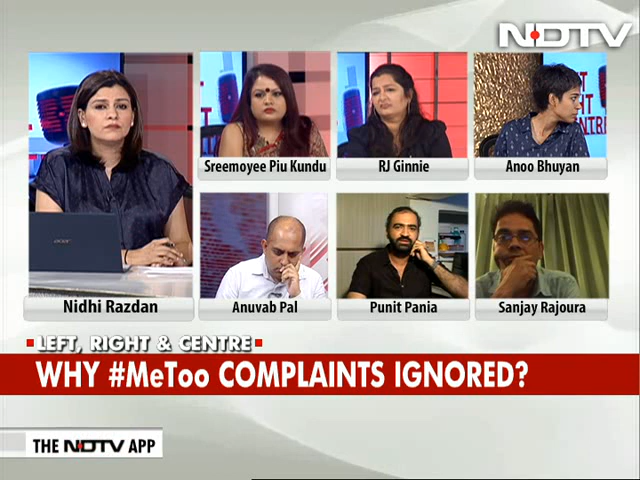 NDTV
Sreemoyee Piu Kundu
RJ Ginnie
Anoo Bhuyan
acer
Nidhi Razdan
Anuvab Pal
Punit Pania
Sanjay Rajoura
LEFT, RIGHT & CENTRE
WHY #MeToo COMPLAINTS IGNORED?
THE NDTV APP